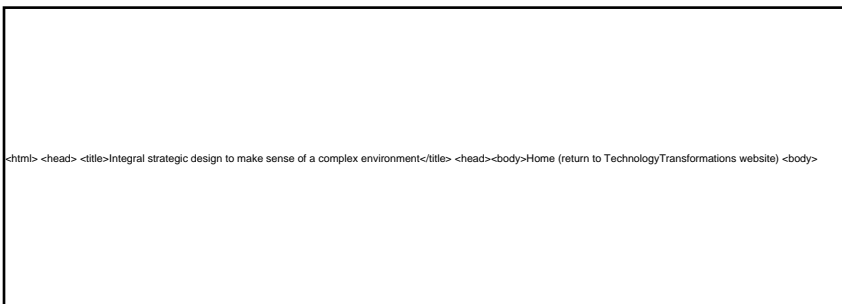 <html> <head> <title>Integral strategic design to make sense of a complex environment</title> <head><body>Home (return to TechnologyTransformations website) <body>